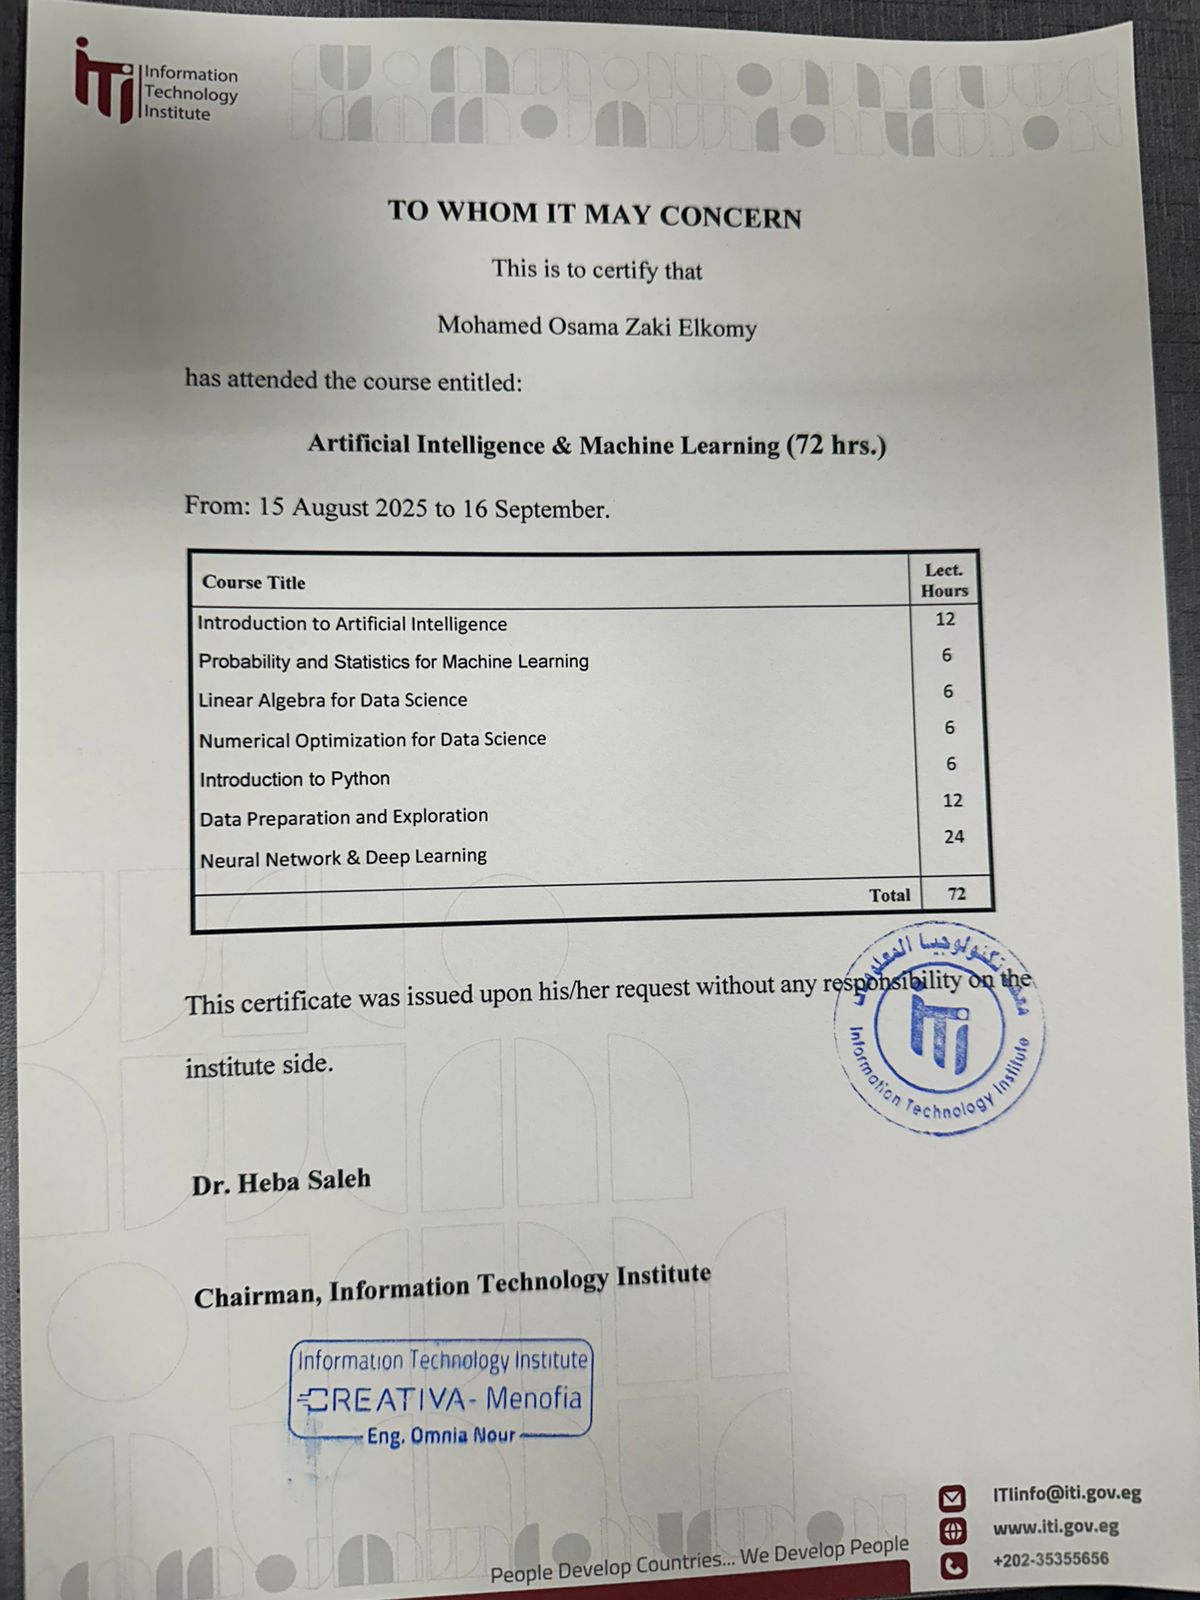 iTi Information
Technology
Institute
TO WHOM IT MAY CONCERN
This is to certify that
Mohamed Osama Zaki Elkomy
has attended the course entitled:
Artificial Intelligence & Machine Learning (72 hrs.)
From: 15 August 2025 to 16 September.
Course Title Lect. Hours
Introduction to Artificial Intelligence 12
Probability and Statistics for Machine Learning 6
Linear Algebra for Data Science 6
Numerical Optimization for Data Science 6
Introduction to Python 6
Data Preparation and Exploration 12
Neural Network & Deep Learning 24
Total 72
This certificate was issued upon his/her request without any responsibility on the
institute side.
معهد تكنولوجيا المعلومات
iTi
Information Technology Institute
Dr. Heba Saleh
Chairman, Information Technology Institute
Information Technology Institute
CREATIVA- Menofia
Eng. Omnia Nour
ITIinfo@iti.gov.eg
www.iti.gov.eg
+202-35355656
People Develop Countries... We Develop People